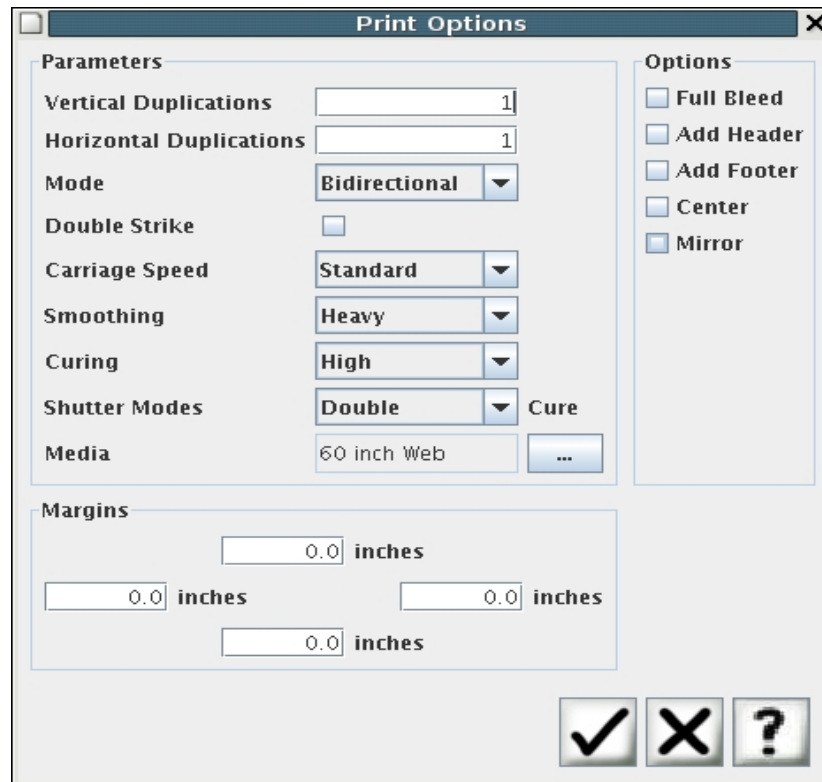 Print Options
Parameters
Vertical Duplications 1
Horizontal Duplications 1
Mode Bidirectional
Double Strike
Carriage Speed Standard
Smoothing Heavy
Curing High
Shutter Modes Double Cure
Media 60 inch Web ...
Options
Full Bleed
Add Header
Add Footer
Center
Mirror
Margins
0.0 inches
0.0 inches 0.0 inches
0.0 inches
?